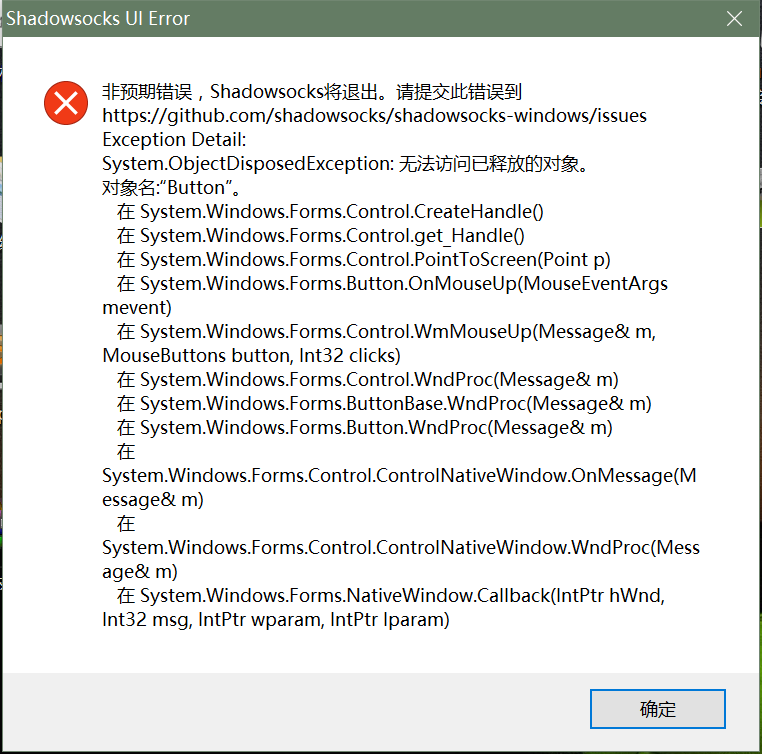 Shadowsocks UI Error
非预期错误，Shadowsocks将退出。请提交此错误到
https://github.com/shadowsocks/shadowsocks-windows/issues
Exception Detail:
System.ObjectDisposedException: 无法访问已释放的对象。
对象名:“Button”。
在 System.Windows.Forms.Control.CreateHandle()
在 System.Windows.Forms.Control.get_Handle()
在 System.Windows.Forms.Control.PointToScreen(Point p)
在 System.Windows.Forms.Button.OnMouseUp(MouseEventArgs
mevent)
在 System.Windows.Forms.Control.WmMouseUp(Message& m,
MouseButtons button, Int32 clicks)
在 System.Windows.Forms.Control.WndProc(Message& m)
在 System.Windows.Forms.ButtonBase.WndProc(Message& m)
在 System.Windows.Forms.Button.WndProc(Message& m)
在
System.Windows.Forms.Control.ControlNativeWindow.OnMessage(M
essage& m)
在
System.Windows.Forms.Control.ControlNativeWindow.WndProc(Mess
age& m)
在 System.Windows.Forms.NativeWindow.Callback(IntPtr hWnd,
Int32 msg, IntPtr wparam, IntPtr lparam)
确定